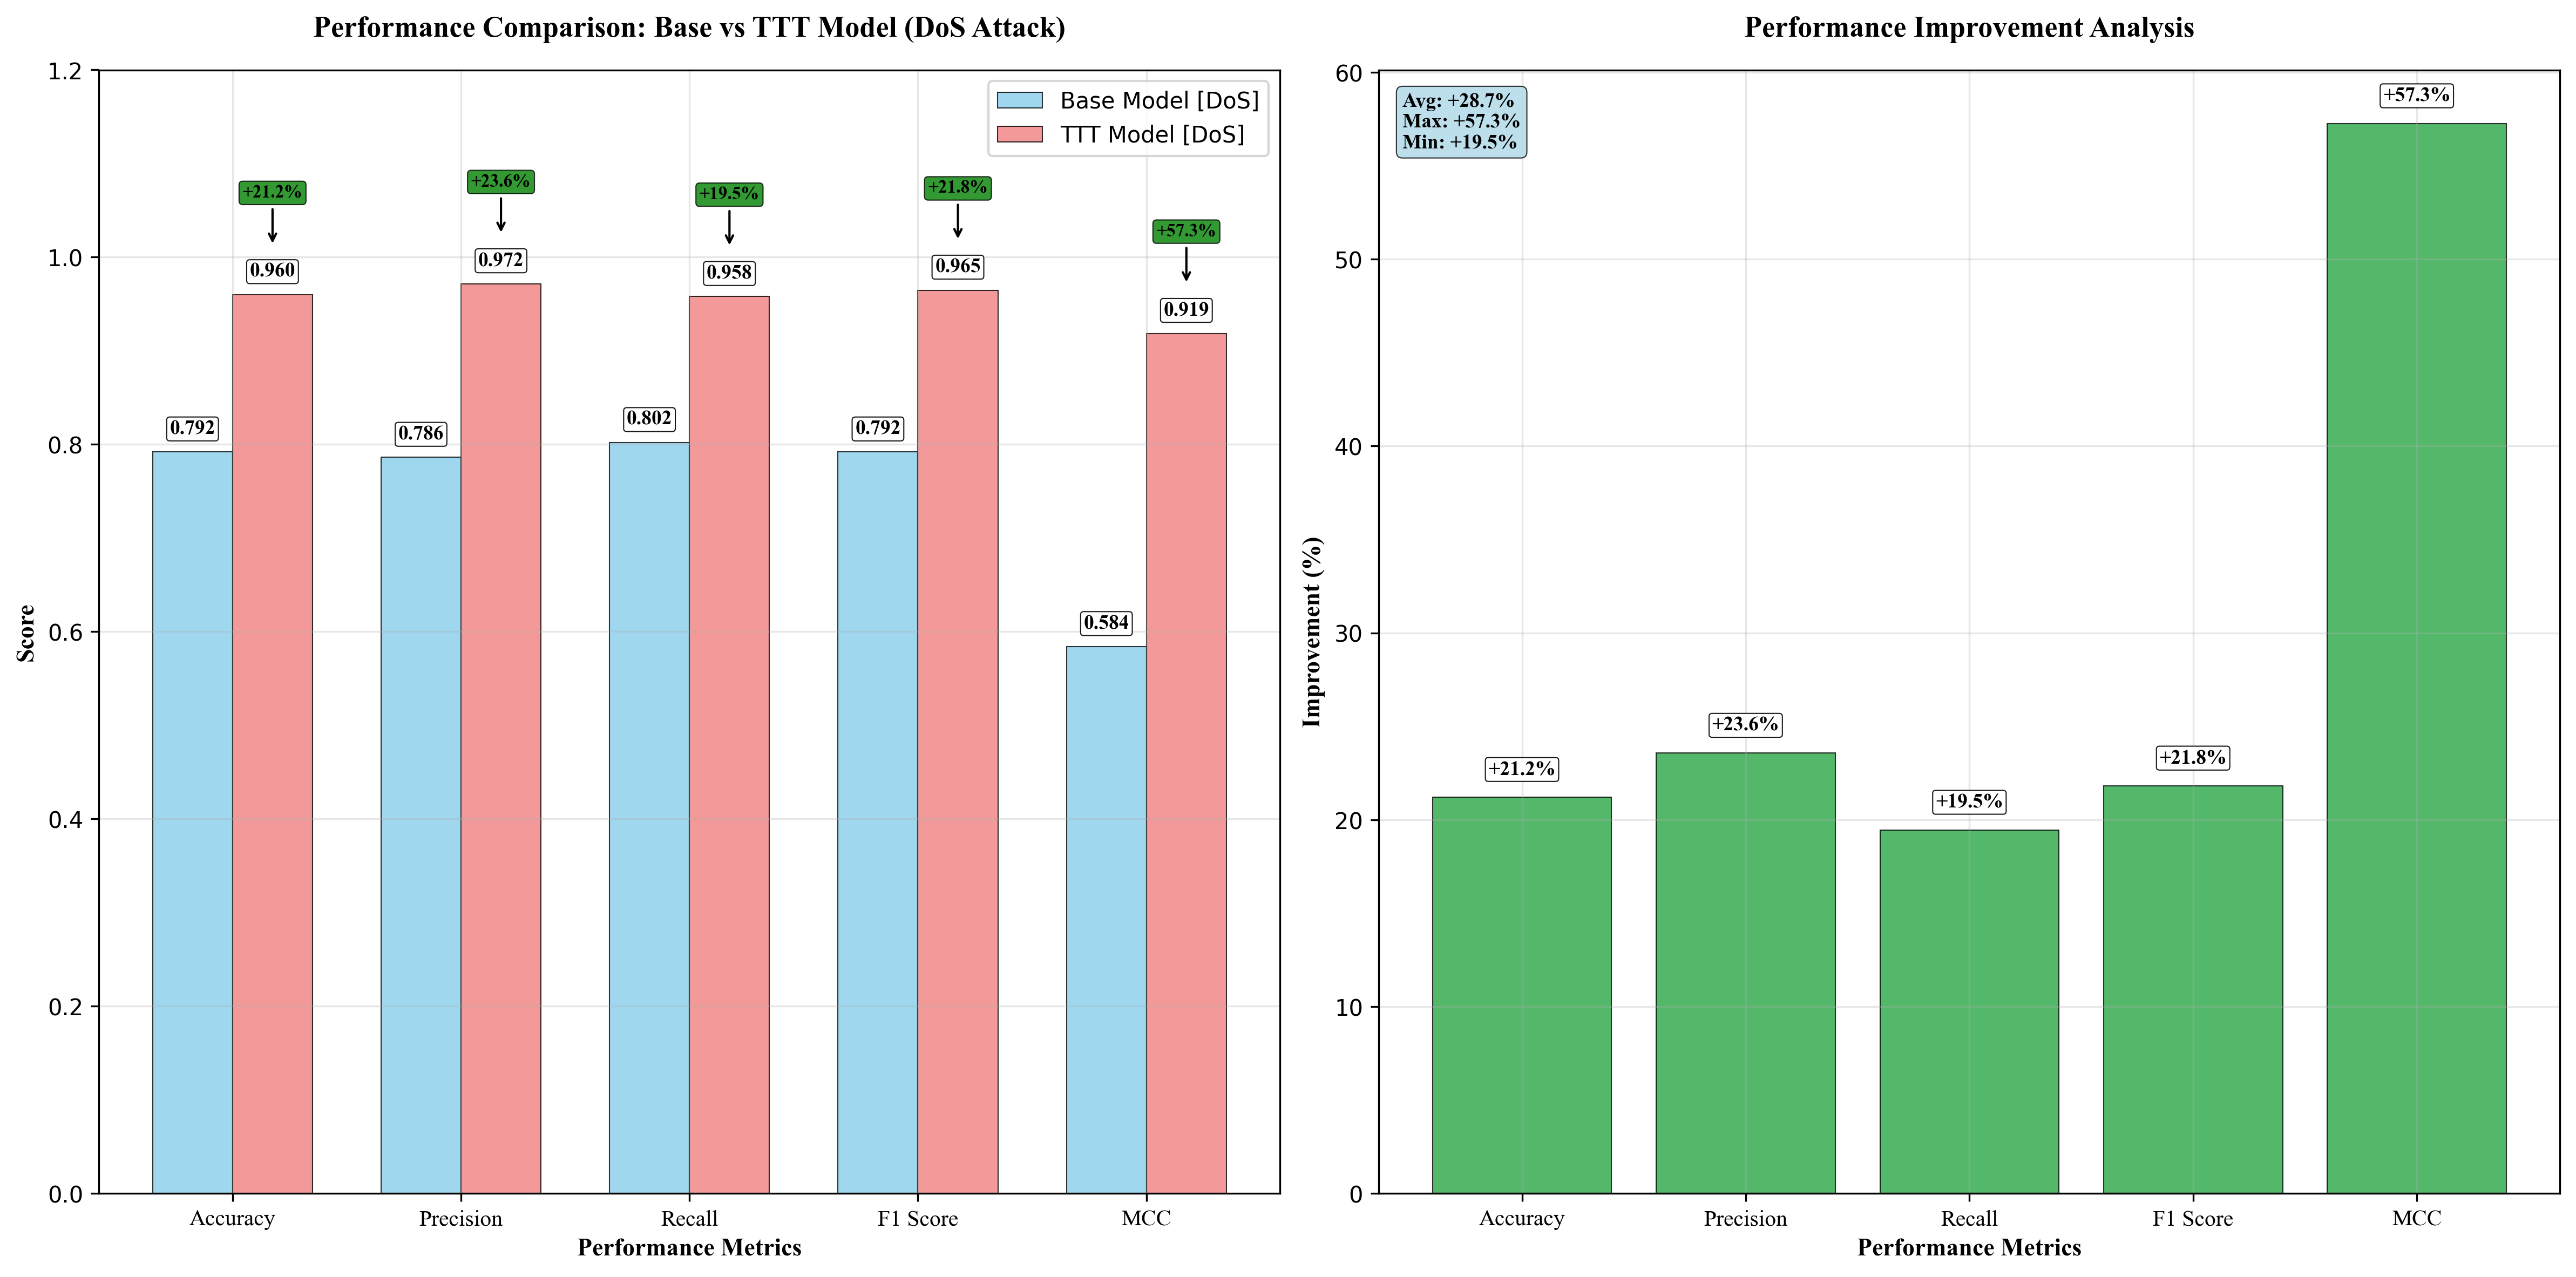 Performance Comparison: Base vs TTT Model (DoS Attack)
Base Model [DoS]
TTT Model [DoS]
+21.2%
+23.6%
+19.5%
+21.8%
+57.3%
0.960
0.972
0.958
0.965
0.919
0.792
0.786
0.802
0.792
0.584
1.2
1.0
0.8
0.6
0.4
0.2
0.0
Score
Accuracy
Precision
Recall
F1 Score
MCC
Performance Metrics
Performance Improvement Analysis
Avg: +28.7%
Max: +57.3%
Min: +19.5%
+21.2%
+23.6%
+19.5%
+21.8%
+57.3%
60
50
40
30
20
10
0
Improvement (%)
Accuracy
Precision
Recall
F1 Score
MCC
Performance Metrics